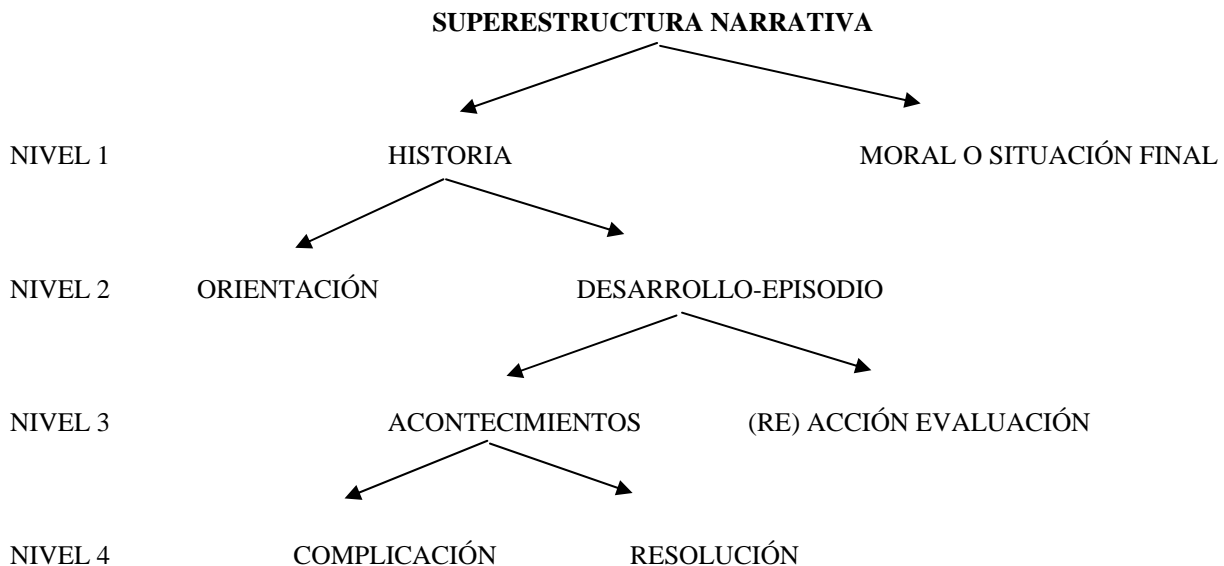 SUPERESTRUCTURA NARRATIVA
NIVEL 1 HISTORIA MORAL O SITUACIÓN FINAL
NIVEL 2 ORIENTACIÓN DESARROLLO-EPISODIO
NIVEL 3 ACONTECIMIENTOS (RE) ACCIÓN EVALUACIÓN
NIVEL 4 COMPLICACIÓN RESOLUCIÓN